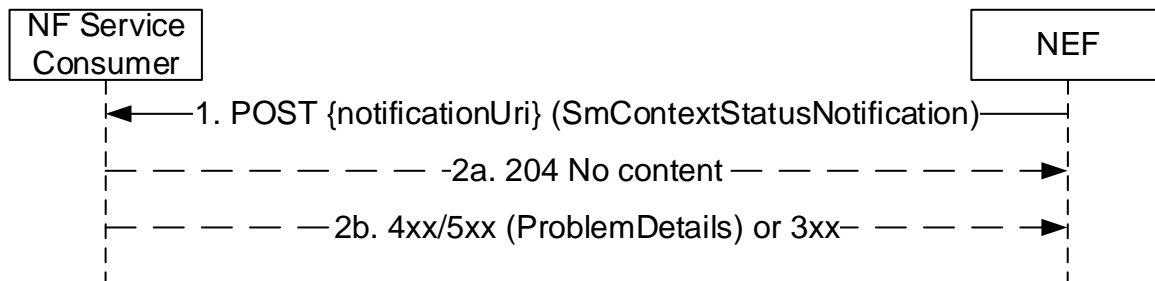 NF Service
Consumer
NEF
1. POST {notificationUri} (SmContextStatusNotification)
2a. 204 No content
2b. 4xx/5xx (ProblemDetails) or 3xx